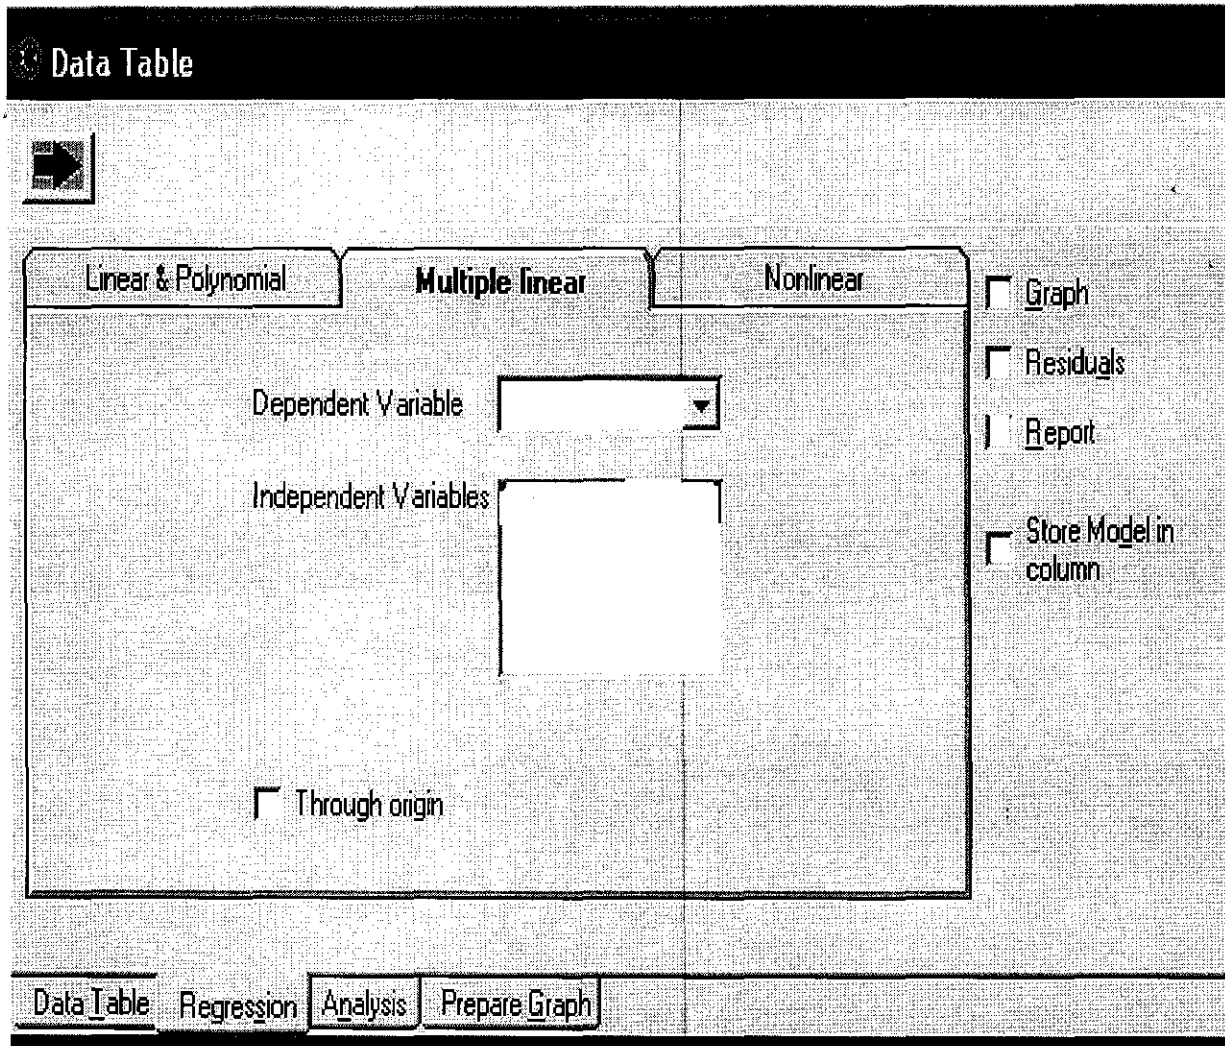 Data Table
Linear & Polynomial
Multiple linear
Nonlinear
Graph
Residuals
Report
Store Model in
column
Dependent Variable
Independent Variables
Through origin
Data Table
Regression
Analysis
Prepare Graph